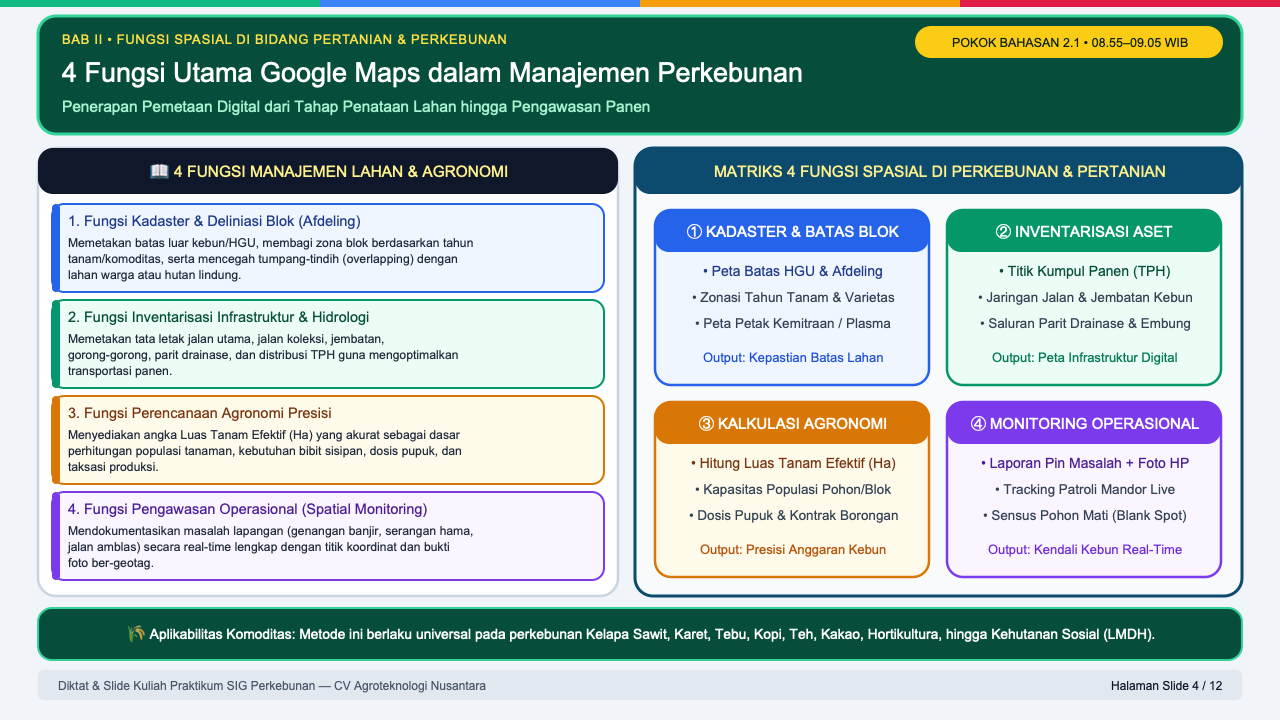 BAB II • FUNGSI SPASIAL DI BIDANG PERTANIAN & PERKEBUNAN
POKOK BAHASAN 2.1 • 08.55–09.05 WIB
4 Fungsi Utama Google Maps dalam Manajemen Perkebunan
Penerapan Pemetaan Digital dari Tahap Penataan Lahan hingga Pengawasan Panen
📖 4 FUNGSI MANAJEMEN LAHAN & AGRONOMI
1. Fungsi Kadaster & Deliniasi Blok (Afdeling)
Memetakan batas luar kebun/HGU, membagi zona blok berdasarkan tahun
tanam/komoditas, serta mencegah tumpang-tindih (overlapping) dengan
lahan warga atau hutan lindung.
2. Fungsi Inventarisasi Infrastruktur & Hidrologi
Memetakan tata letak jalan utama, jalan koleksi, jembatan,
gorong-gorong, parit drainase, dan distribusi TPH guna mengoptimalkan
transportasi panen.
3. Fungsi Perencanaan Agronomi Presisi
Menyediakan angka Luas Tanam Efektif (Ha) yang akurat sebagai dasar
perhitungan populasi tanaman, kebutuhan bibit sisipan, dosis pupuk, dan
taksasi produksi.
4. Fungsi Pengawasan Operasional (Spatial Monitoring)
Mendokumentasikan masalah lapangan (genangan banjir, serangan hama,
jalan amblas) secara real-time lengkap dengan titik koordinat dan bukti
foto ber-geotag.
MATRIKS 4 FUNGSI SPASIAL DI PERKEBUNAN & PERTANIAN
① KADASTER & BATAS BLOK
• Peta Batas HGU & Afdeling
• Zonasi Tahun Tanam & Varietas
• Peta Petak Kemitraan / Plasma
Output: Kepastian Batas Lahan
② INVENTARISASI ASET
• Titik Kumpul Panen (TPH)
• Jaringan Jalan & Jembatan Kebun
• Saluran Parit Drainase & Embung
Output: Peta Infrastruktur Digital
③ KALKULASI AGRONOMI
• Hitung Luas Tanam Efektif (Ha)
• Kapasitas Populasi Pohon/Blok
• Dosis Pupuk & Kontrak Borongan
Output: Presisi Anggaran Kebun
④ MONITORING OPERASIONAL
• Laporan Pin Masalah + Foto HP
• Tracking Patroli Mandor Live
• Sensus Pohon Mati (Blank Spot)
Output: Kendali Kebun Real-Time
🌾 Aplikabilitas Komoditas: Metode ini berlaku universal pada perkebunan Kelapa Sawit, Karet, Tebu, Kopi, Teh, Kakao, Hortikultura, hingga Kehutanan Sosial (LMDH).
Diktat & Slide Kuliah Praktikum SIG Perkebunan — CV Agroteknologi Nusantara
Halaman Slide 4 / 12